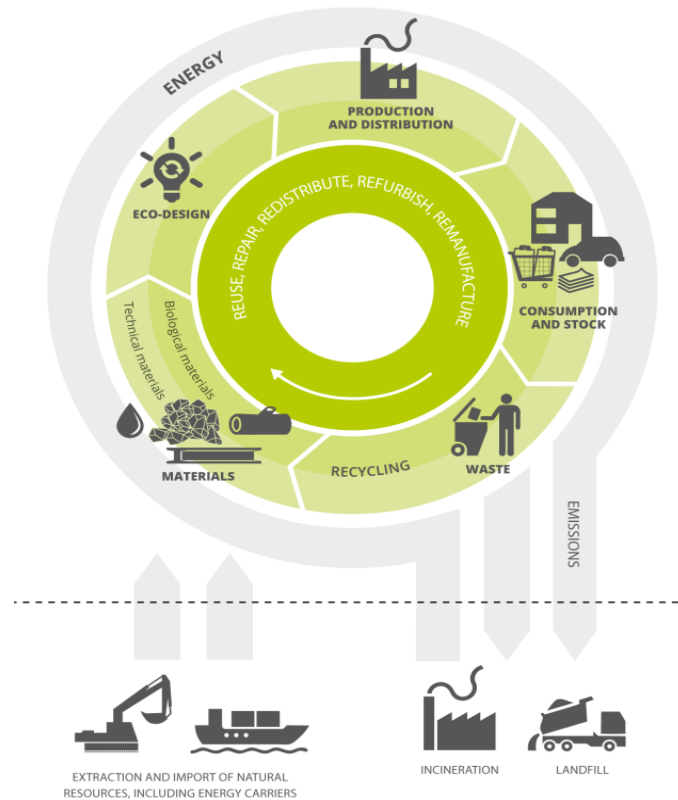 ENERGY
PRODUCTION
AND DISTRIBUTION
ECO-DESIGN
REUSE, REPAIR, REDISTRIBUTE, REFURBISH, REMANUFACTURE
CONSUMPTION
AND STOCK
Technical materials
Biological materials
MATERIALS
RECYCLING
WASTE
EMISSIONS
EXTRACTION AND IMPORT OF NATURAL
RESOURCES, INCLUDING ENERGY CARRIERS
INCINERATION
LANDFILL